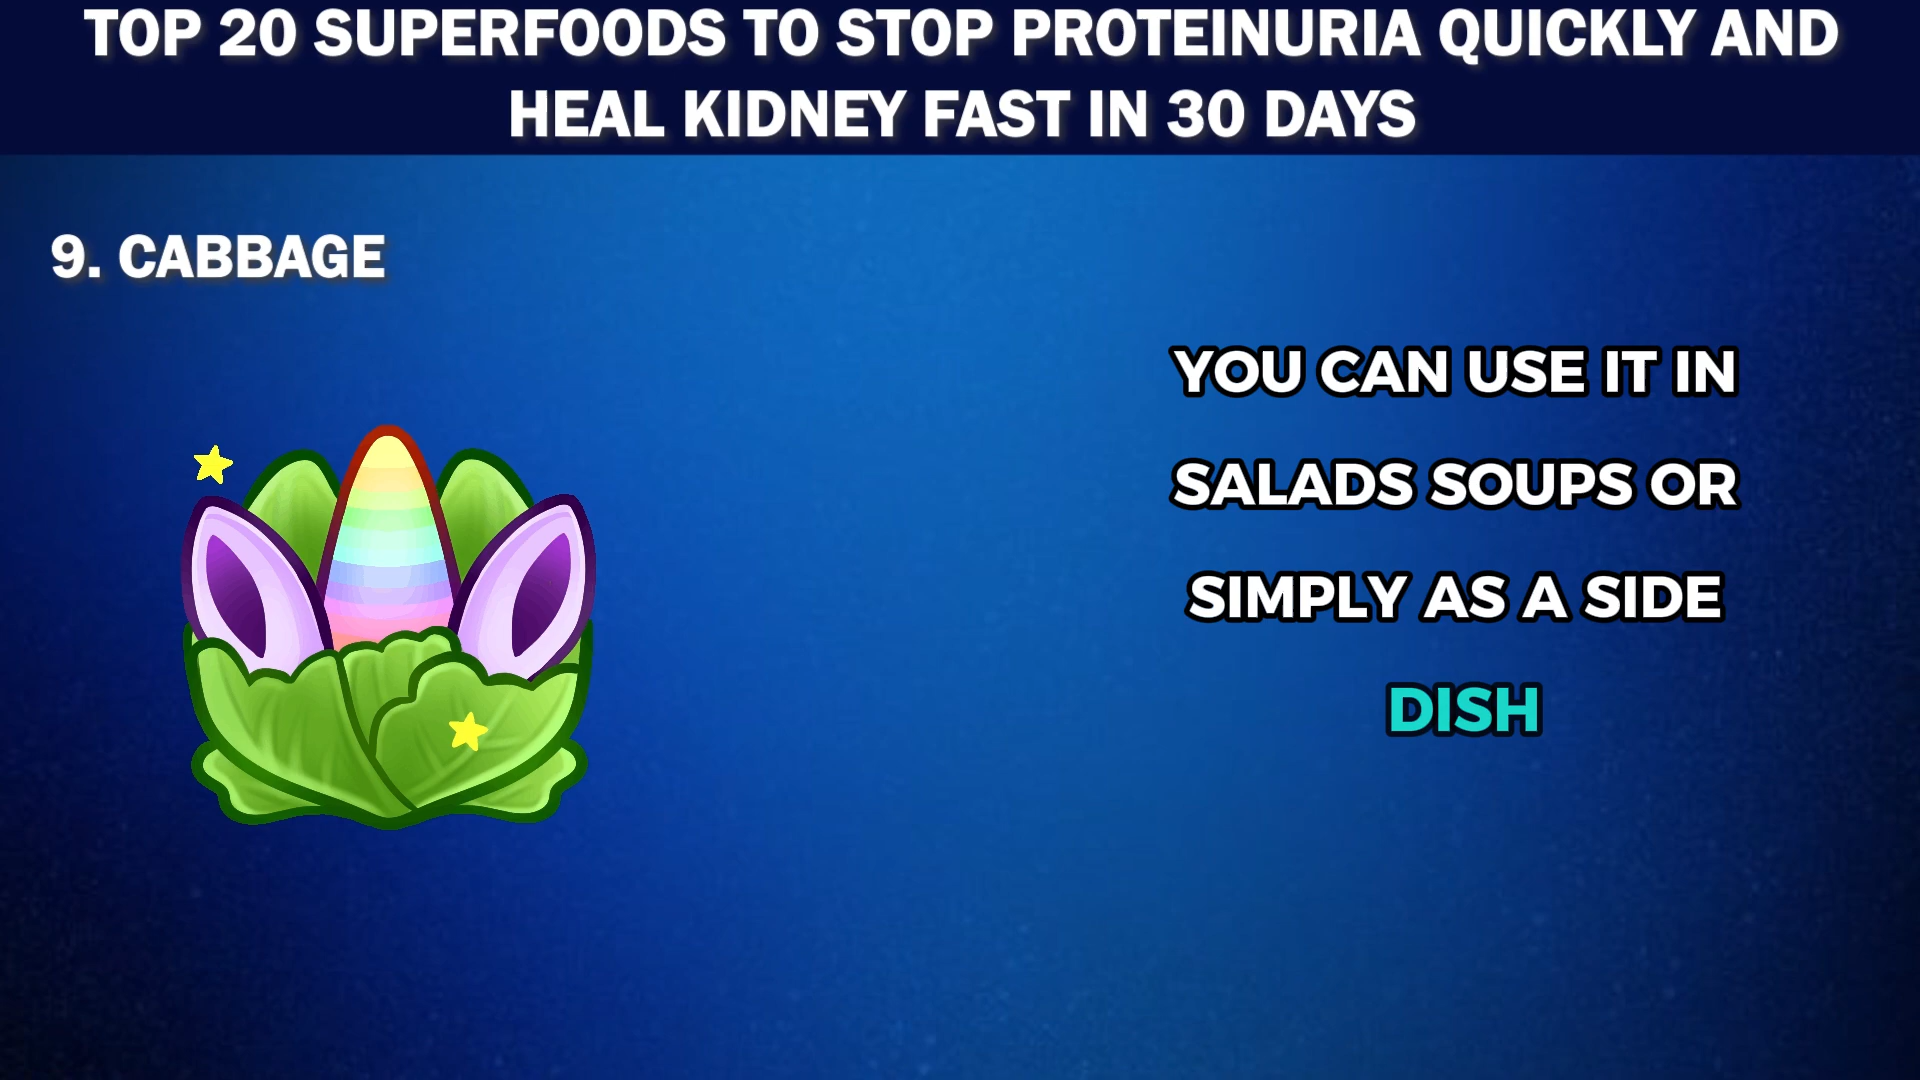 TOP 20 SUPERFOODS TO STOP PROTEINURIA QUICKLY AND
HEAL KIDNEY FAST IN 30 DAYS
9. CABBAGE
YOU CAN USE IT IN
SALADS SOUPS OR
SIMPLY AS A SIDE
DISH